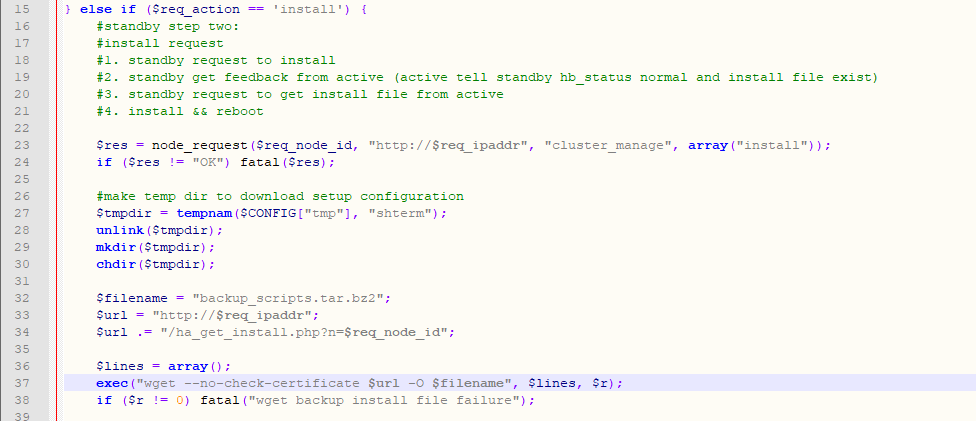 15 } else if ($req_action == 'install') {
16 #standby step two:
17 #install request
18 #1. standby request to install
19 #2. standby get feedback from active (active tell standby hb_status normal and install file exist)
20 #3. standby request to get install file from active
21 #4. install && reboot
22
23 $res = node_request($req_node_id, "http://$req_ipaddr", "cluster_manage", array("install"));
24 if ($res != "OK") fatal($res);
25
26 #make temp dir to download setup configuration
27 $tmpdir = tempnam($CONFIG["tmp"], "shterm");
28 unlink($tmpdir);
29 mkdir($tmpdir);
30 chdir($tmpdir);
31
32 $filename = "backup_scripts.tar.bz2";
33 $url = "http://$req_ipaddr";
34 $url .= "/ha_get_install.php?n=$req_node_id";
35
36 $lines = array();
37 exec("wget --no-check-certificate $url -O $filename", $lines, $r);
38 if ($r != 0) fatal("wget backup install file failure");
39